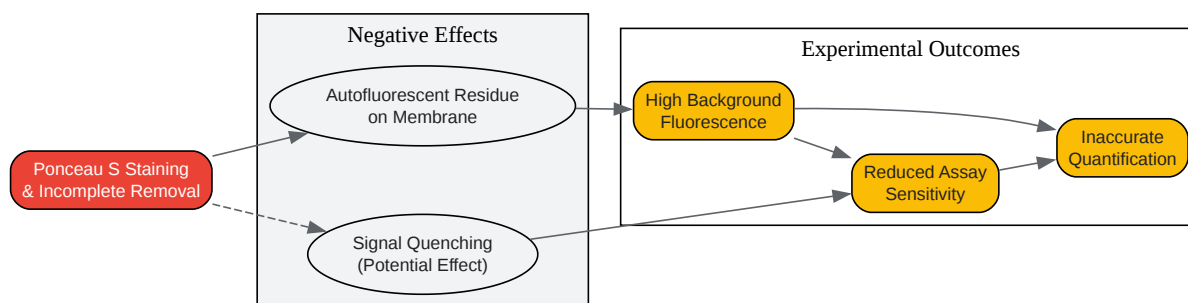 Negative Effects
Experimental Outcomes
Autofluorescent Residue
on Membrane
High Background
Fluorescence
Inaccurate
Quantification
Ponceau S Staining
& Incomplete Removal
Reduced Assay
Sensitivity
Signal Quenching
(Potential Effect)